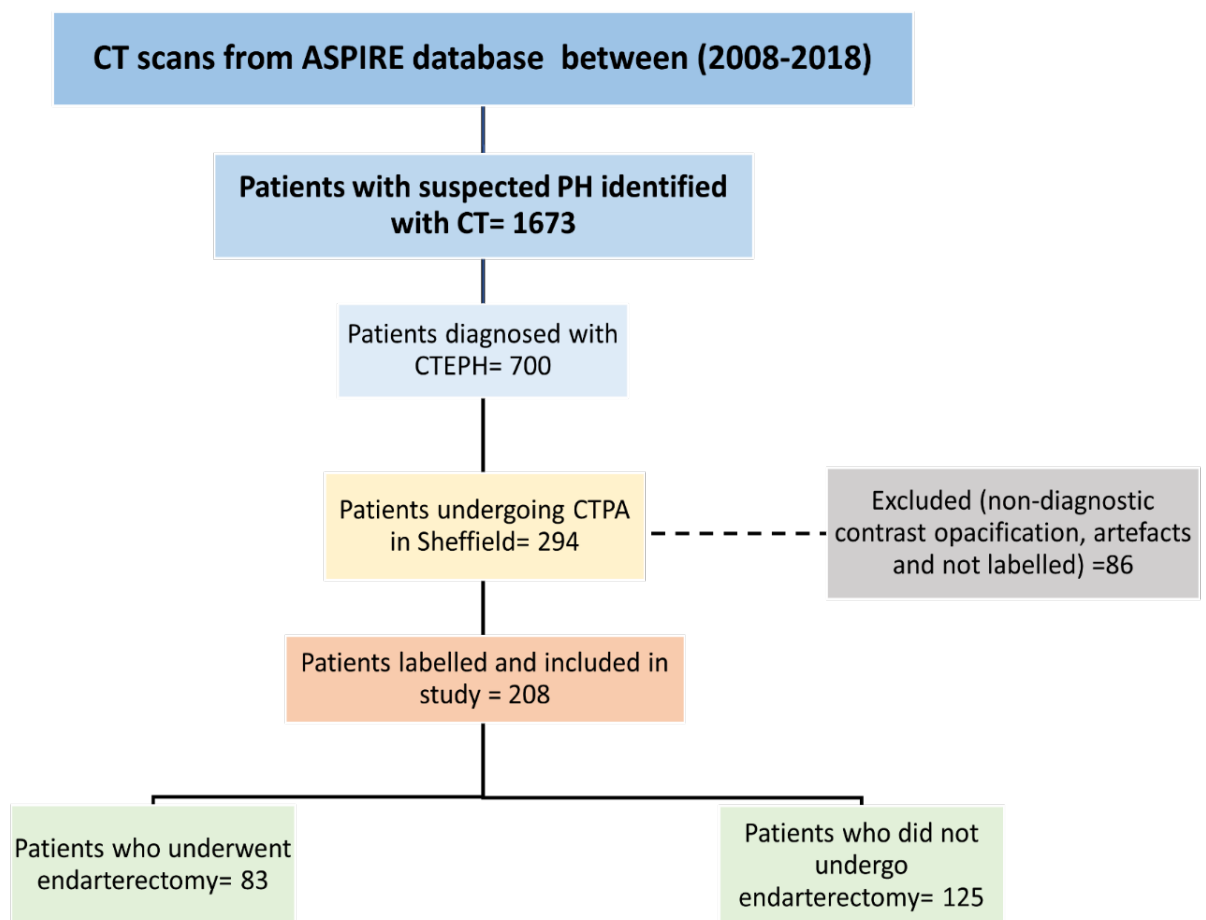 CT scans from ASPIRE database between (2008-2018)
Patients with suspected PH identified
with CT= 1673
Patients diagnosed with
CTEPH= 700
Patients undergoing CTPA
in Sheffield= 294
Excluded (non-diagnostic
contrast opacification, artefacts
and not labelled) =86
Patients labelled and included in
study = 208
Patients who underwent
endarterectomy= 83
Patients who did not
undergo
endarterectomy= 125